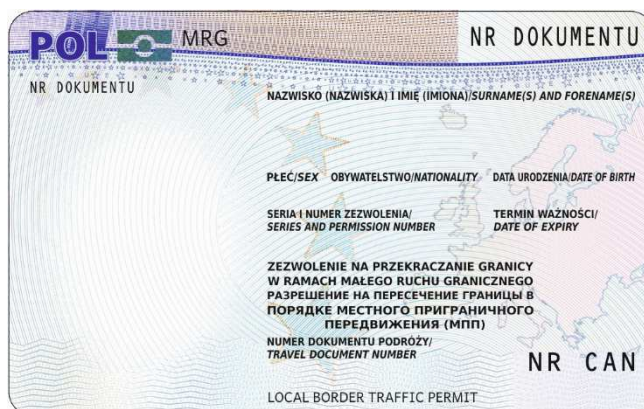 POL MRG NR DOKUMENTU
NR DOKUMENTU
NAZWISKO (NAZWISKA) I IMIĘ (IMIONA)/SURNAME(S) AND FORENAME(S)
PŁEĆ/SEX OBYWATELSTWO/NATIONALITY DATA URODZENIA/DATE OF BIRTH
SERIA I NUMER ZEZWOLENIA/ TERMIN WAŻNOŚCI/
SERIES AND PERMISSION NUMBER DATE OF EXPIRY
ZEZWOLENIE NA PRZEKRACZANIE GRANICY
W RAMACH MAŁEGO RUCHU GRANICZNEGO
РАЗРЕШЕНИЕ НА ПЕРЕСЕЧЕНИЕ ГРАНИЦЫ В
ПОРЯДКЕ МЕСТНОГО ПРИГРАНИЧНОГО
ПЕРЕДВИЖЕНИЯ (МПП)
NUMER DOKUMENTU PODRÓŻY/
TRAVEL DOCUMENT NUMBER
NR CAN
LOCAL BORDER TRAFFIC PERMIT